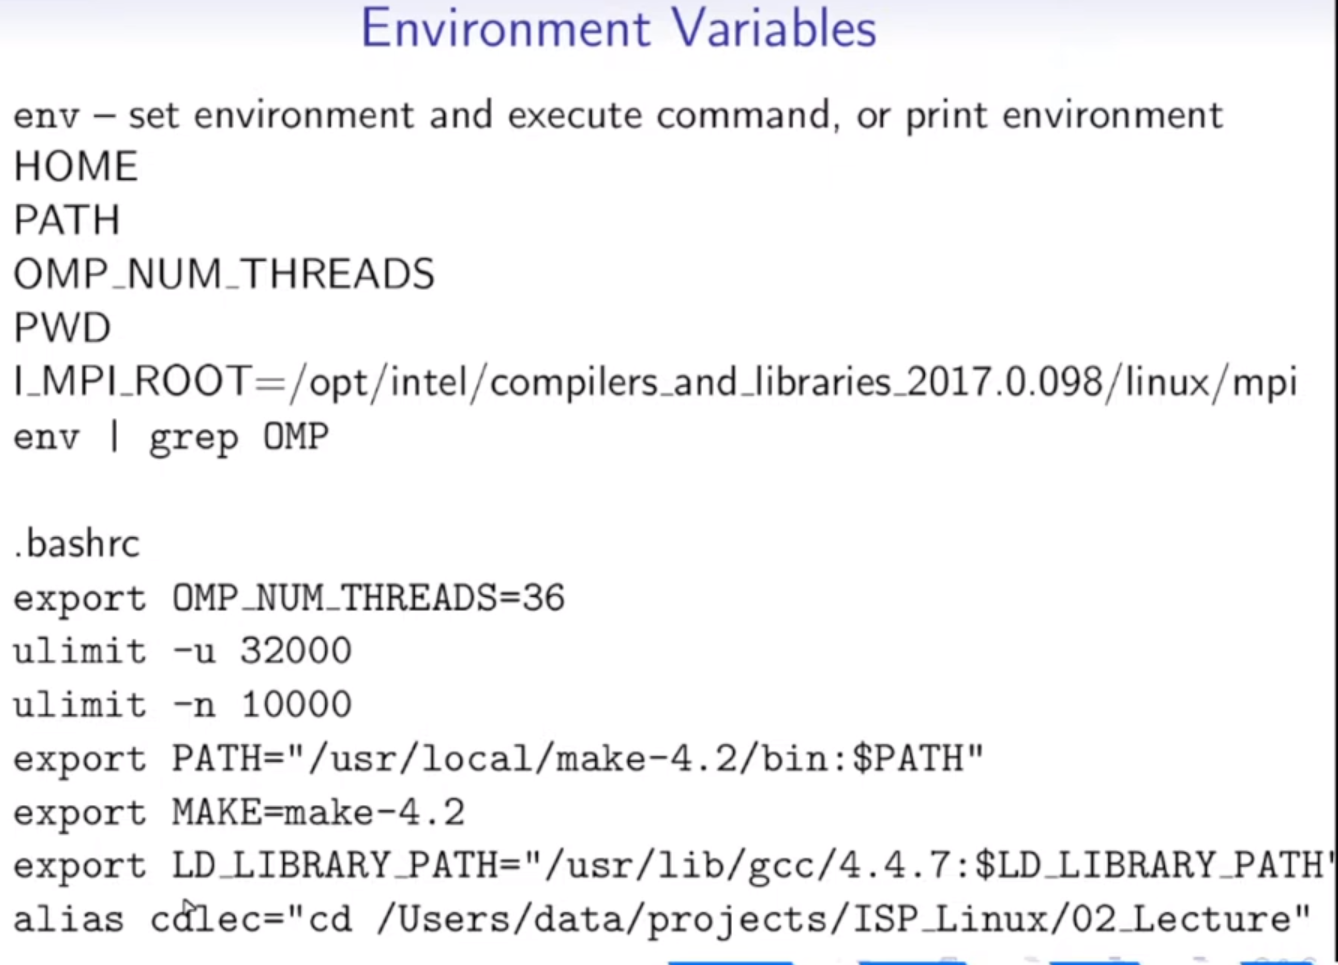 Environment Variables
env – set environment and execute command, or print environment
HOME
PATH
OMP_NUM_THREADS
PWD
I_MPI_ROOT=/opt/intel/compilers_and_libraries_2017.0.098/linux/mpi
env | grep OMP
.bashrc
export OMP_NUM_THREADS=36
ulimit -u 32000
ulimit -n 10000
export PATH="/usr/local/make-4.2/bin:$PATH"
export MAKE=make-4.2
export LD_LIBRARY_PATH="/usr/lib/gcc/4.4.7:$LD_LIBRARY_PATH"
alias cdlec="cd /Users/data/projects/ISP_Linux/02_Lecture"